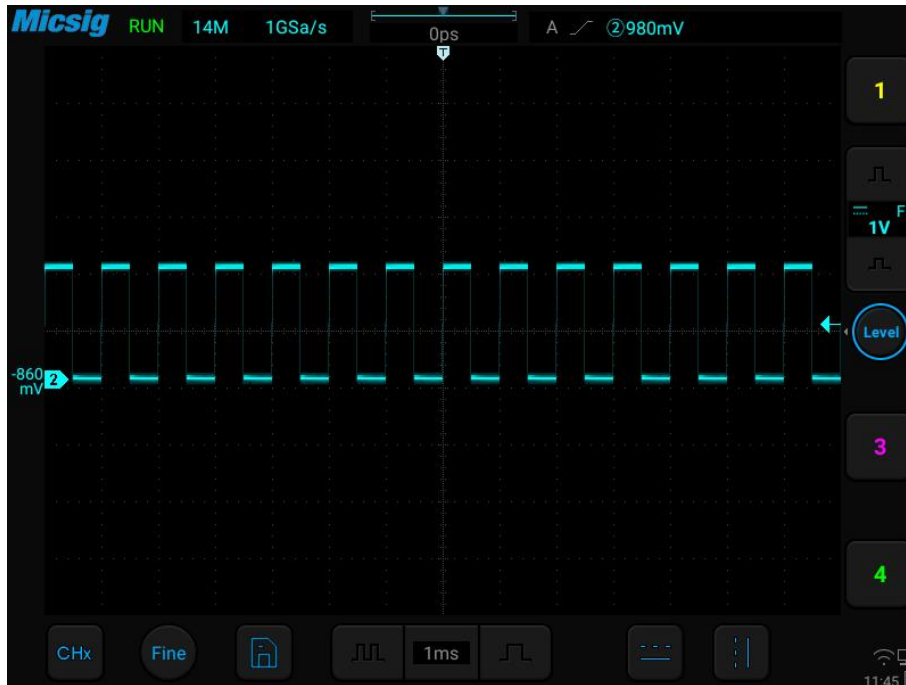 Micsig RUN 14M 1GSa/s 0ps A ②980mV
T
1
F
1V
Level
-860 mV
2
3
4
CHx Fine 1ms
11:45